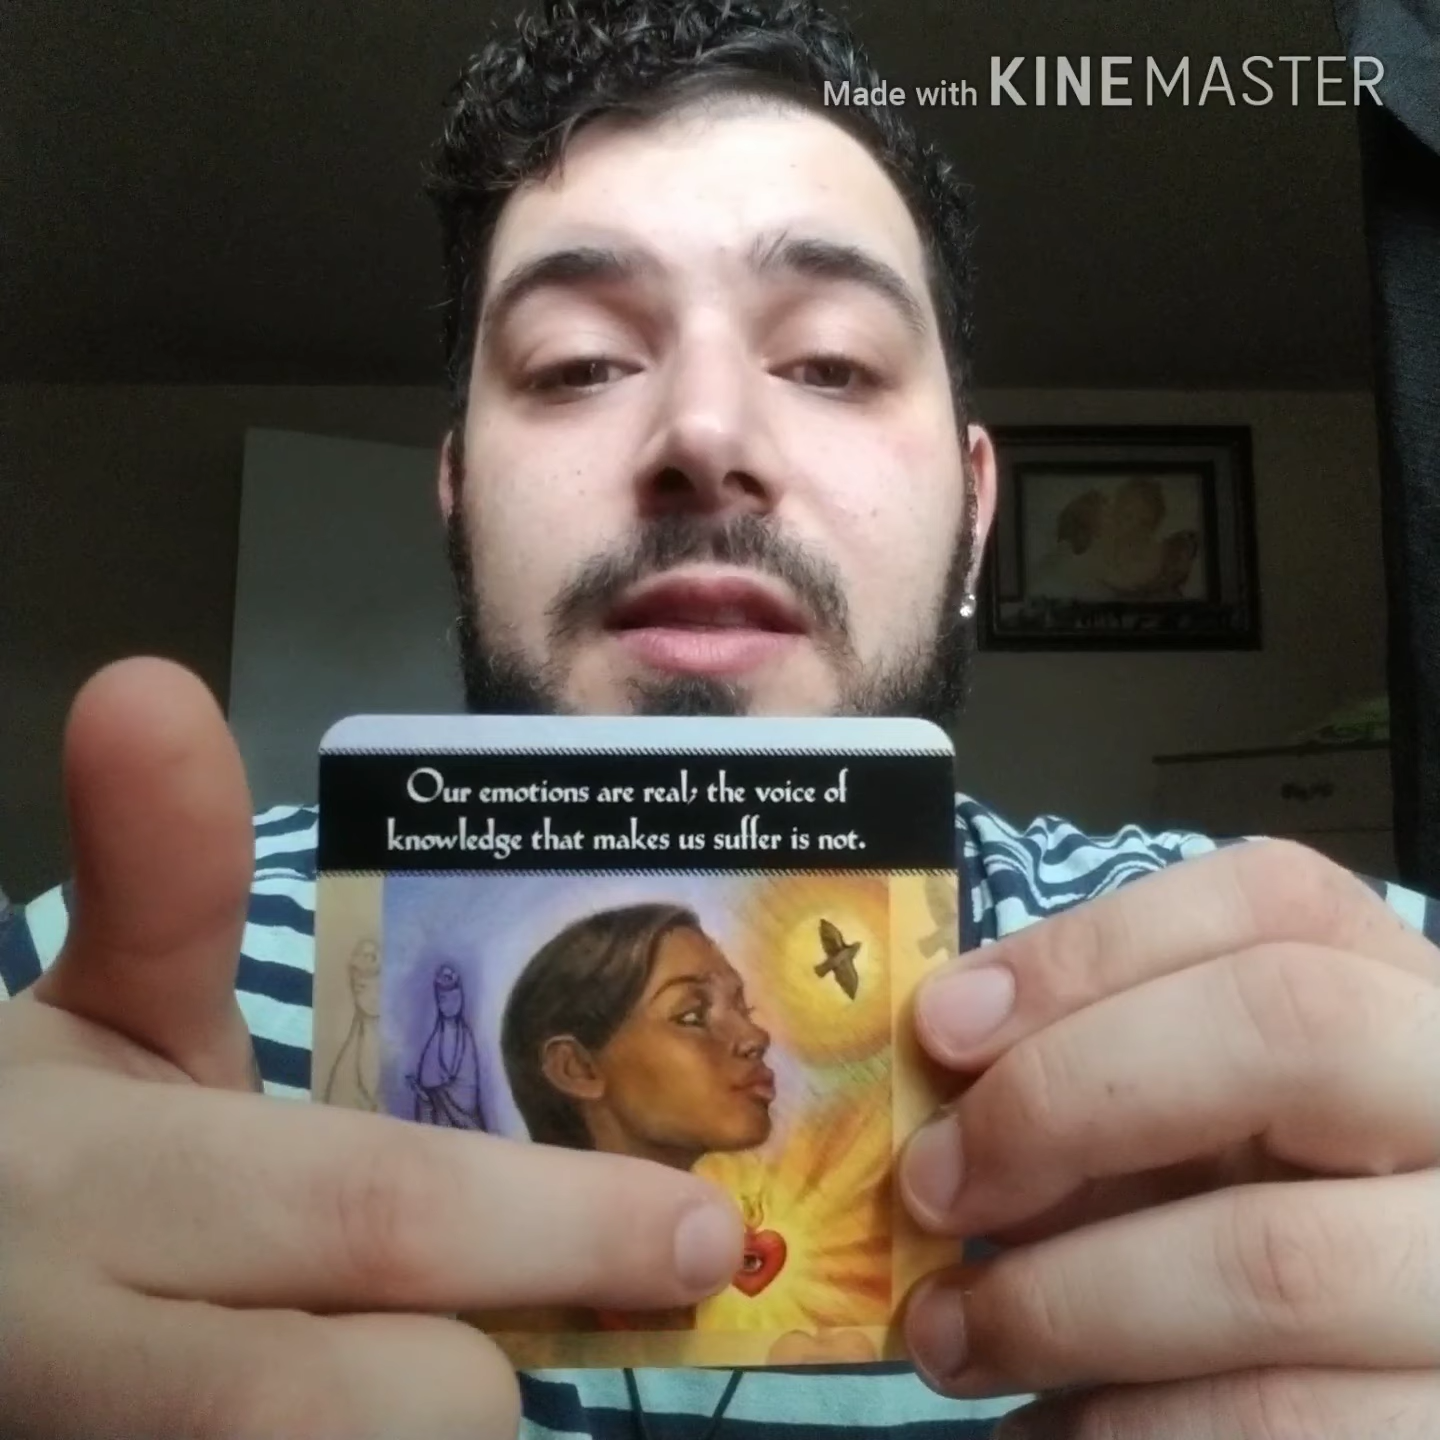 Made with KINEMASTER
Our emotions are real; the voice of
knowledge that makes us suffer is not.